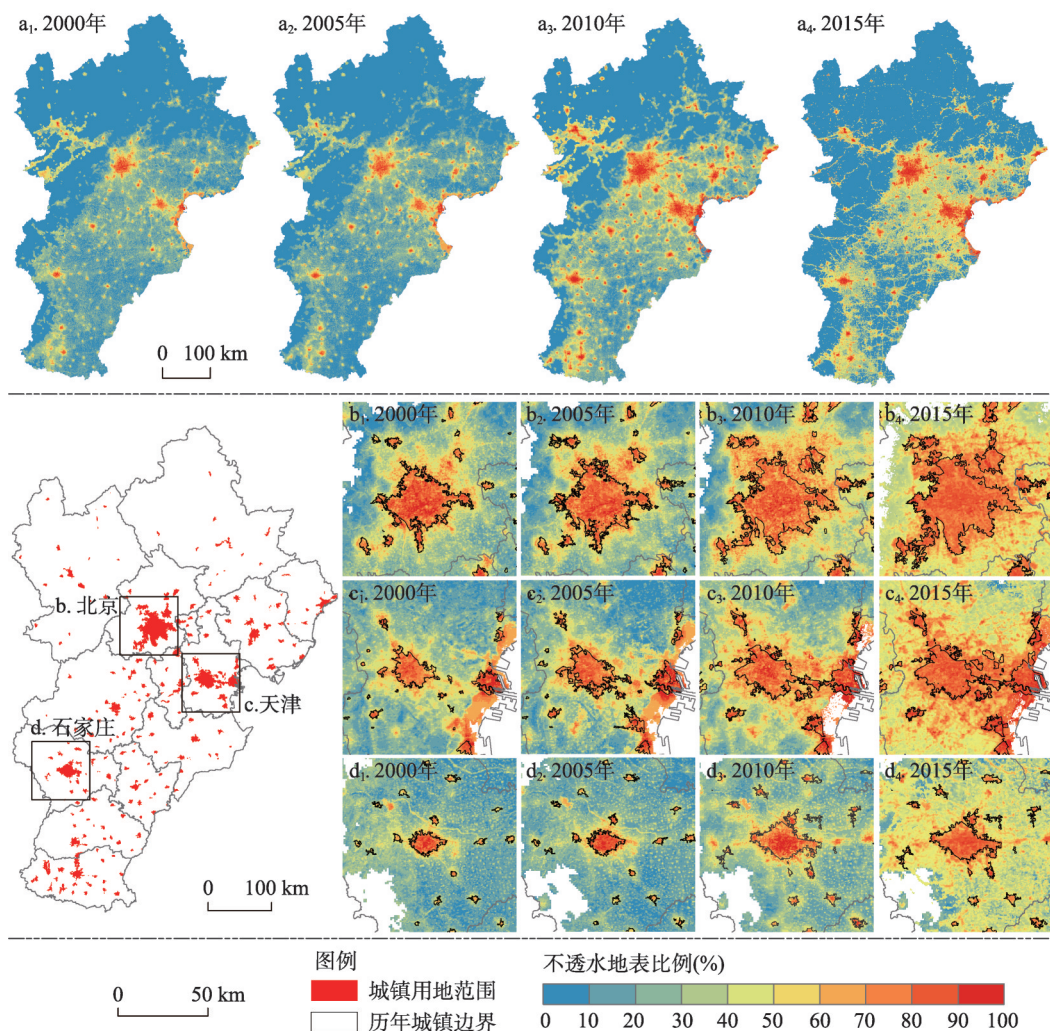 a₁. 2000年
a₂. 2005年
a₃. 2010年
a₄. 2015年
0 100 km
b₁. 2000年
b₂. 2005年
b₃. 2010年
b₄. 2015年
b. 北京
c₁. 2000年
c₂. 2005年
c₃. 2010年
c₄. 2015年
c.天津
d. 石家庄
d₁. 2000年
d₂. 2005年
d₃. 2010年
d₄. 2015年
0 100 km
图例
不透水地表比例(%)
城镇用地范围
0 50 km
历年城镇边界
0 10 20 30 40 50 60 70 80 90 100